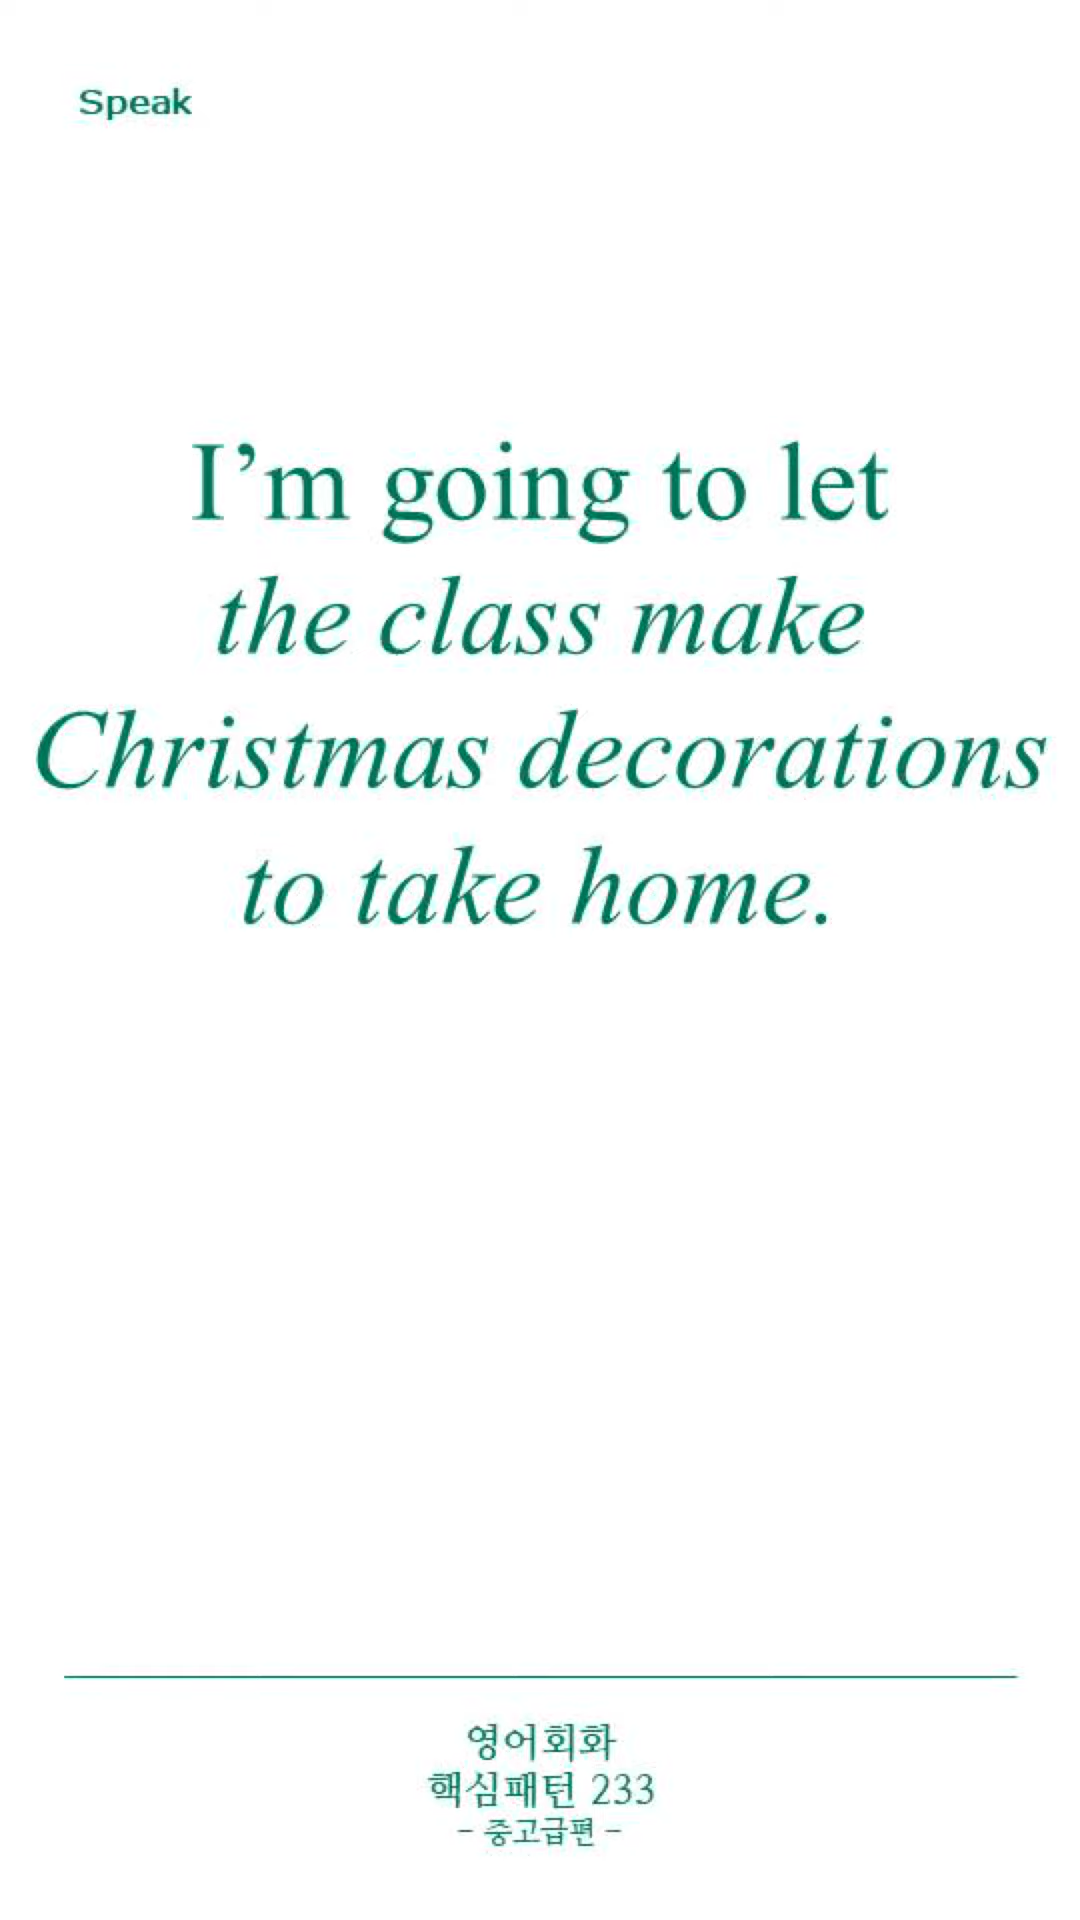 Speak
I’m going to let
the class make
Christmas decorations
to take home.
영어회화
핵심패턴 233
- 중고급편 -